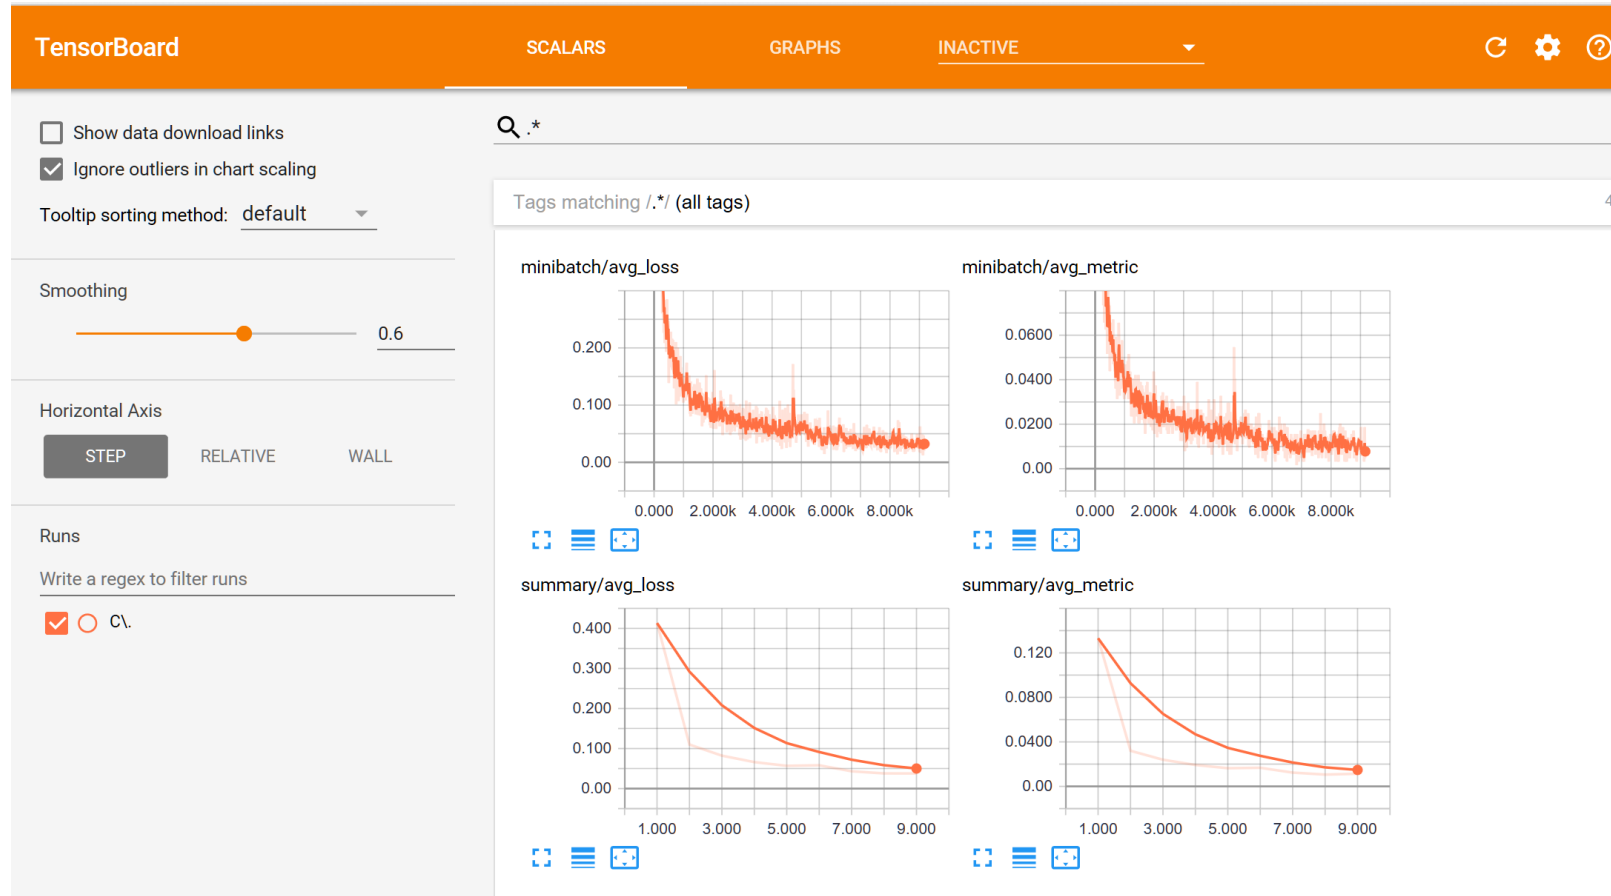 TensorBoard SCALARS GRAPHS INACTIVE
Show data download links
Ignore outliers in chart scaling
Tooltip sorting method: default
Smoothing
0.6
Horizontal Axis
STEP RELATIVE WALL
Runs
Write a regex to filter runs
C\.
.*
Tags matching /.*/ (all tags)
4
minibatch/avg_loss
0.200
0.100
0.00
0.000 2.000k 4.000k 6.000k 8.000k
minibatch/avg_metric
0.0600
0.0400
0.0200
0.00
0.000 2.000k 4.000k 6.000k 8.000k
summary/avg_loss
0.400
0.300
0.200
0.100
0.00
1.000 3.000 5.000 7.000 9.000
summary/avg_metric
0.120
0.0800
0.0400
0.00
1.000 3.000 5.000 7.000 9.000